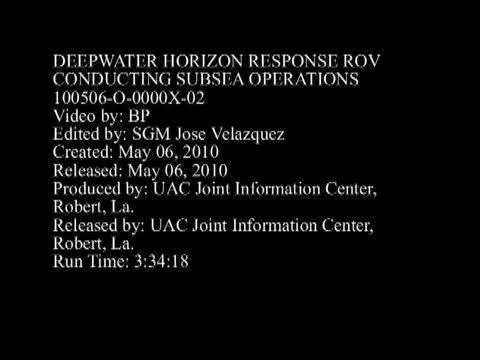 DEEPWATER HORIZON RESPONSE ROV
CONDUCTING SUBSEA OPERATIONS
100506-O-0000X-02
Video by: BP
Edited by: SGM Jose Velazquez
Created: May 06, 2010
Released: May 06, 2010
Produced by: UAC Joint Information Center,
Robert, La.
Released by: UAC Joint Information Center,
Robert, La.
Run Time: 3:34:18